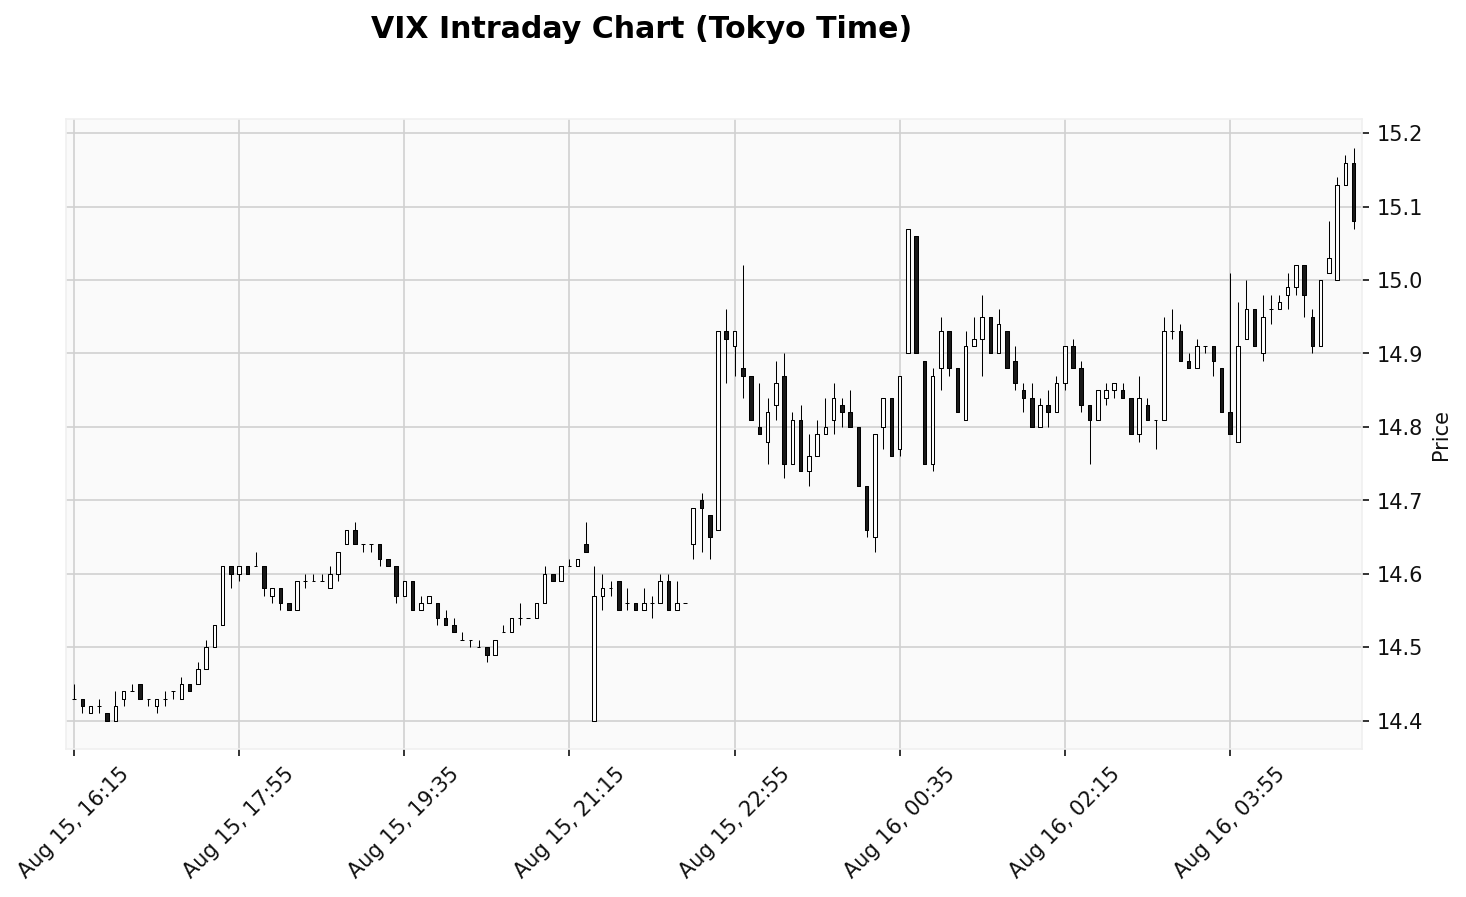 VIX Intraday Chart (Tokyo Time)
15.2
15.1
15.0
14.9
14.8
14.7
14.6
14.5
14.4
Price
Aug 15, 16:15
Aug 15, 17:55
Aug 15, 19:35
Aug 15, 21:15
Aug 15, 22:55
Aug 16, 00:35
Aug 16, 02:15
Aug 16, 03:55